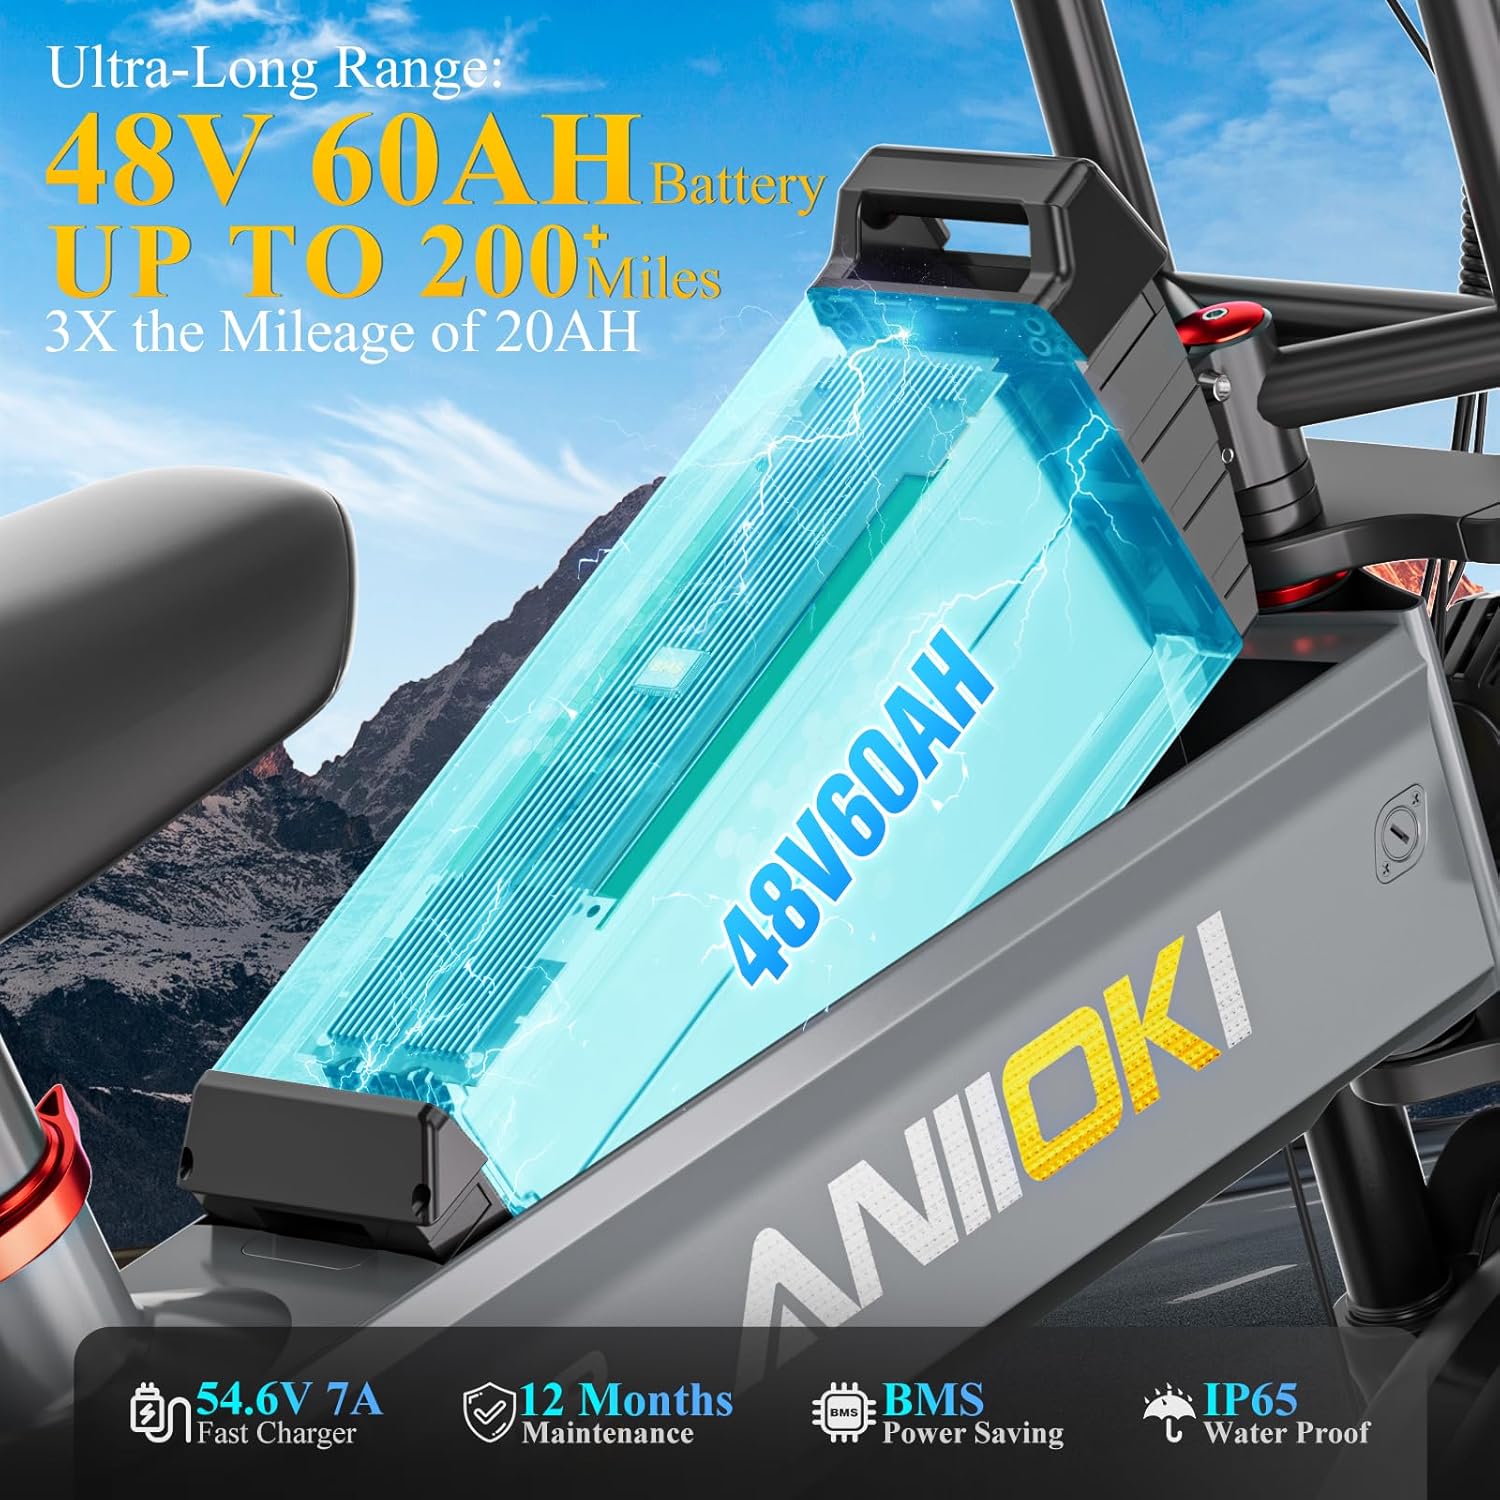 Ultra-Long Range:
48V 60AH Battery
UP TO 200+ Miles
3X the Mileage of 20AH
BMS
48V60AH
ANIIOKI
54.6V 7A
Fast Charger
12 Months
Maintenance
BMS
BMS
Power Saving
IP65
Water Proof